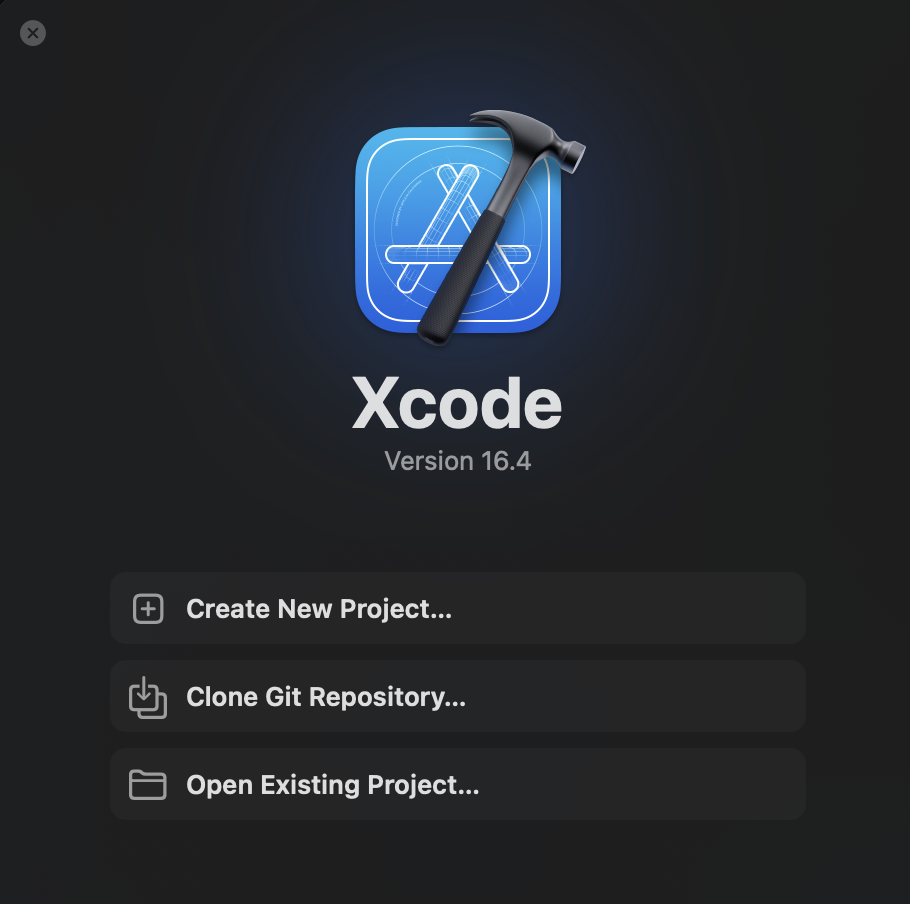 Xcode
Version 16.4
Create New Project...
Clone Git Repository...
Open Existing Project...